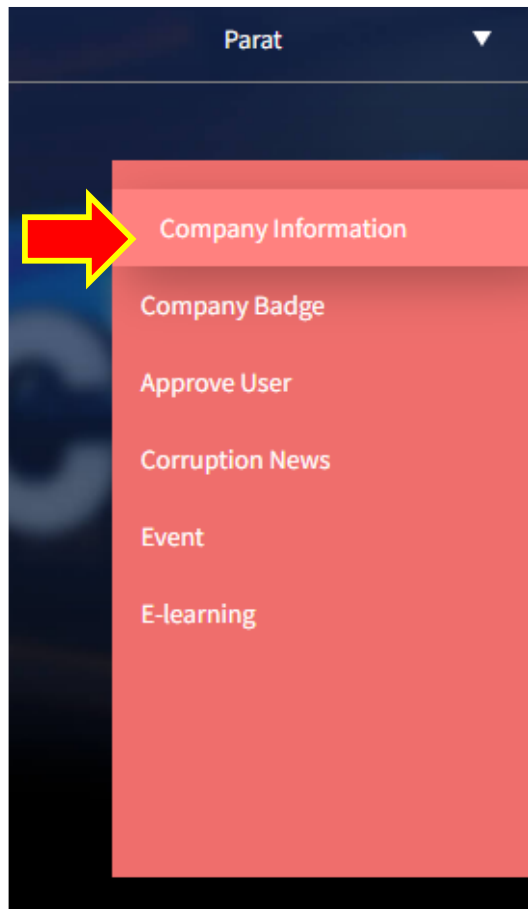 Parat ▼
Company Information
Company Badge
Approve User
Corruption News
Event
E-learning